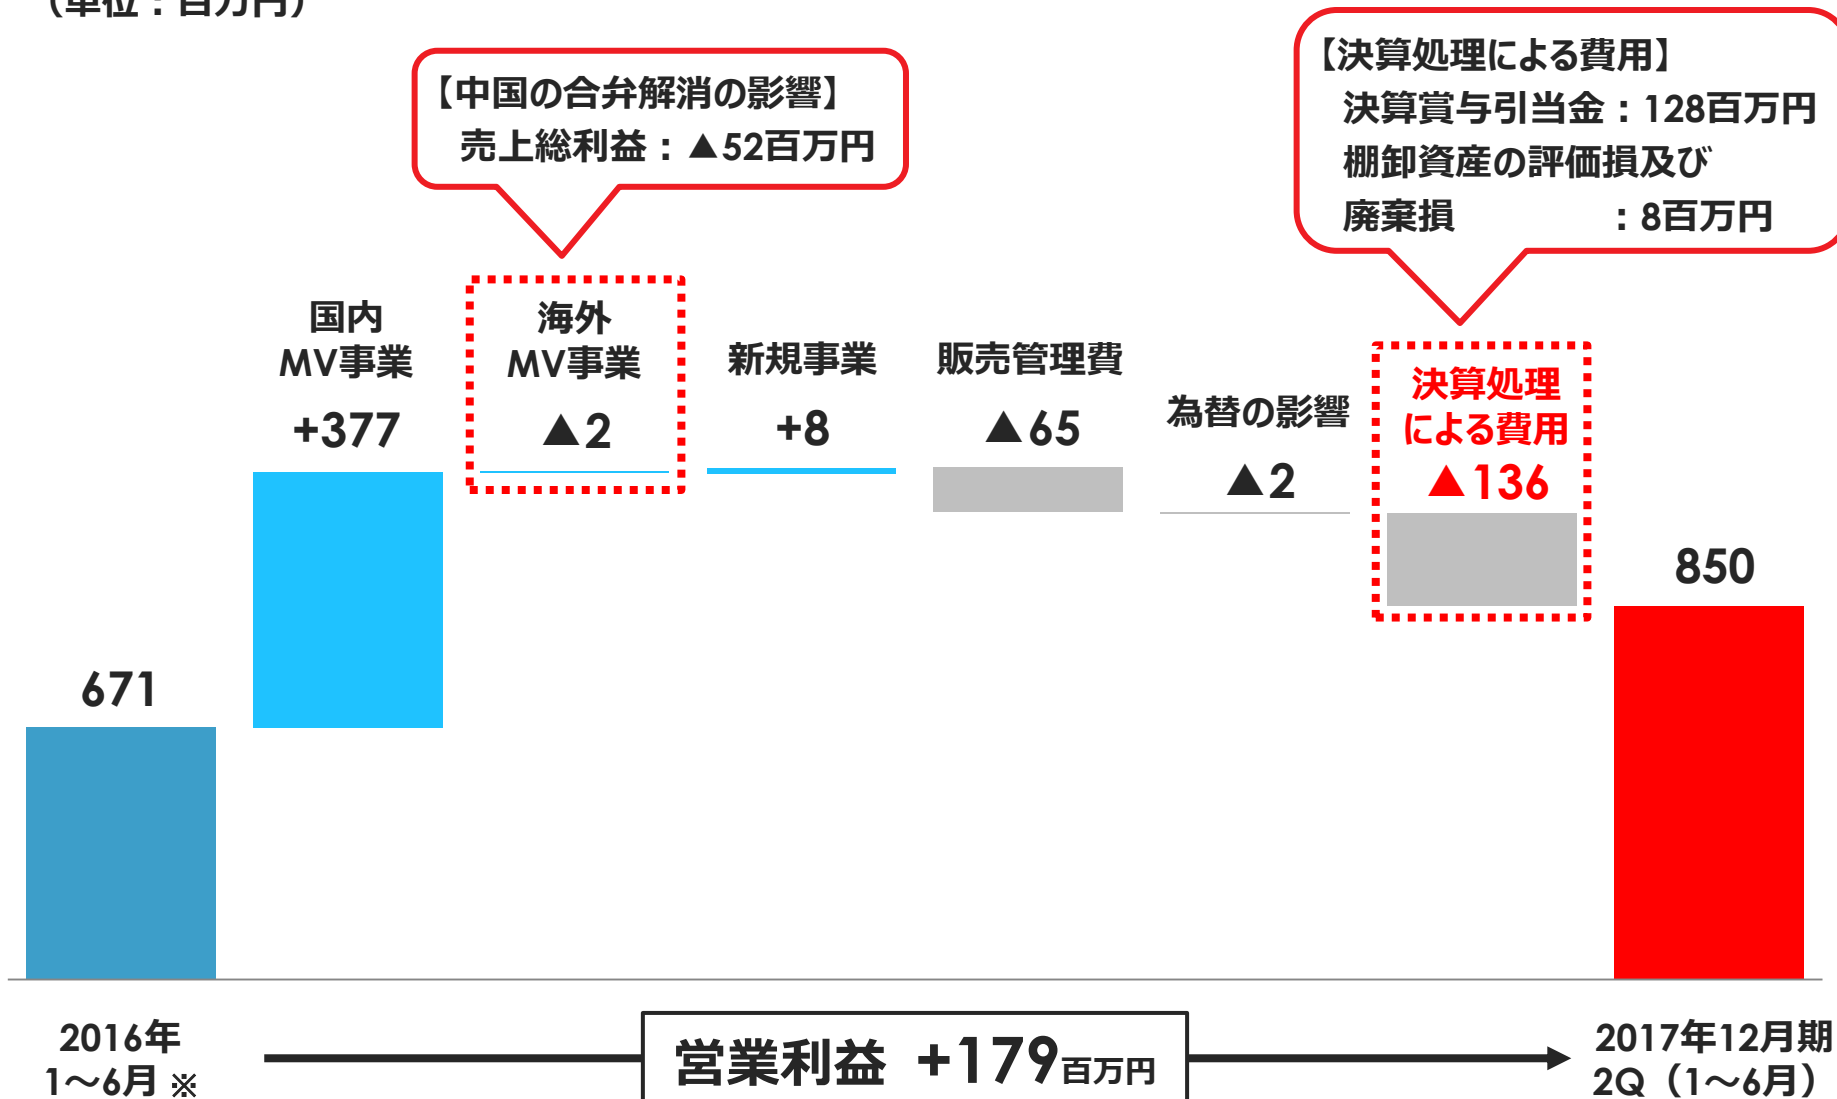 （単位：百万円）
【中国の合弁解消の影響】
売上総利益：▲52百万円
【決算処理による費用】
決算賞与引当金：128百万円
棚卸資産の評価損及び
廃棄損　　　　：8百万円
国内
MV事業
+377
海外
MV事業
▲2
新規事業
+8
販売管理費
▲65
為替の影響
▲2
決算処理
による費用
▲136
671
850
2016年
1～6月 ※
営業利益 +179百万円
2017年12月期
2Q（1～6月）